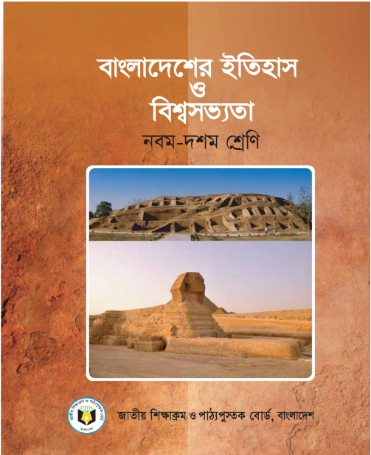 বাংলাদেশের ইতিহাস
ও
বিশ্বসভ্যতা
নবম-দশম শ্রেণি
জাতীয় শিক্ষাক্রম ও পাঠ্যপুস্তক বোর্ড, বাংলাদেশ